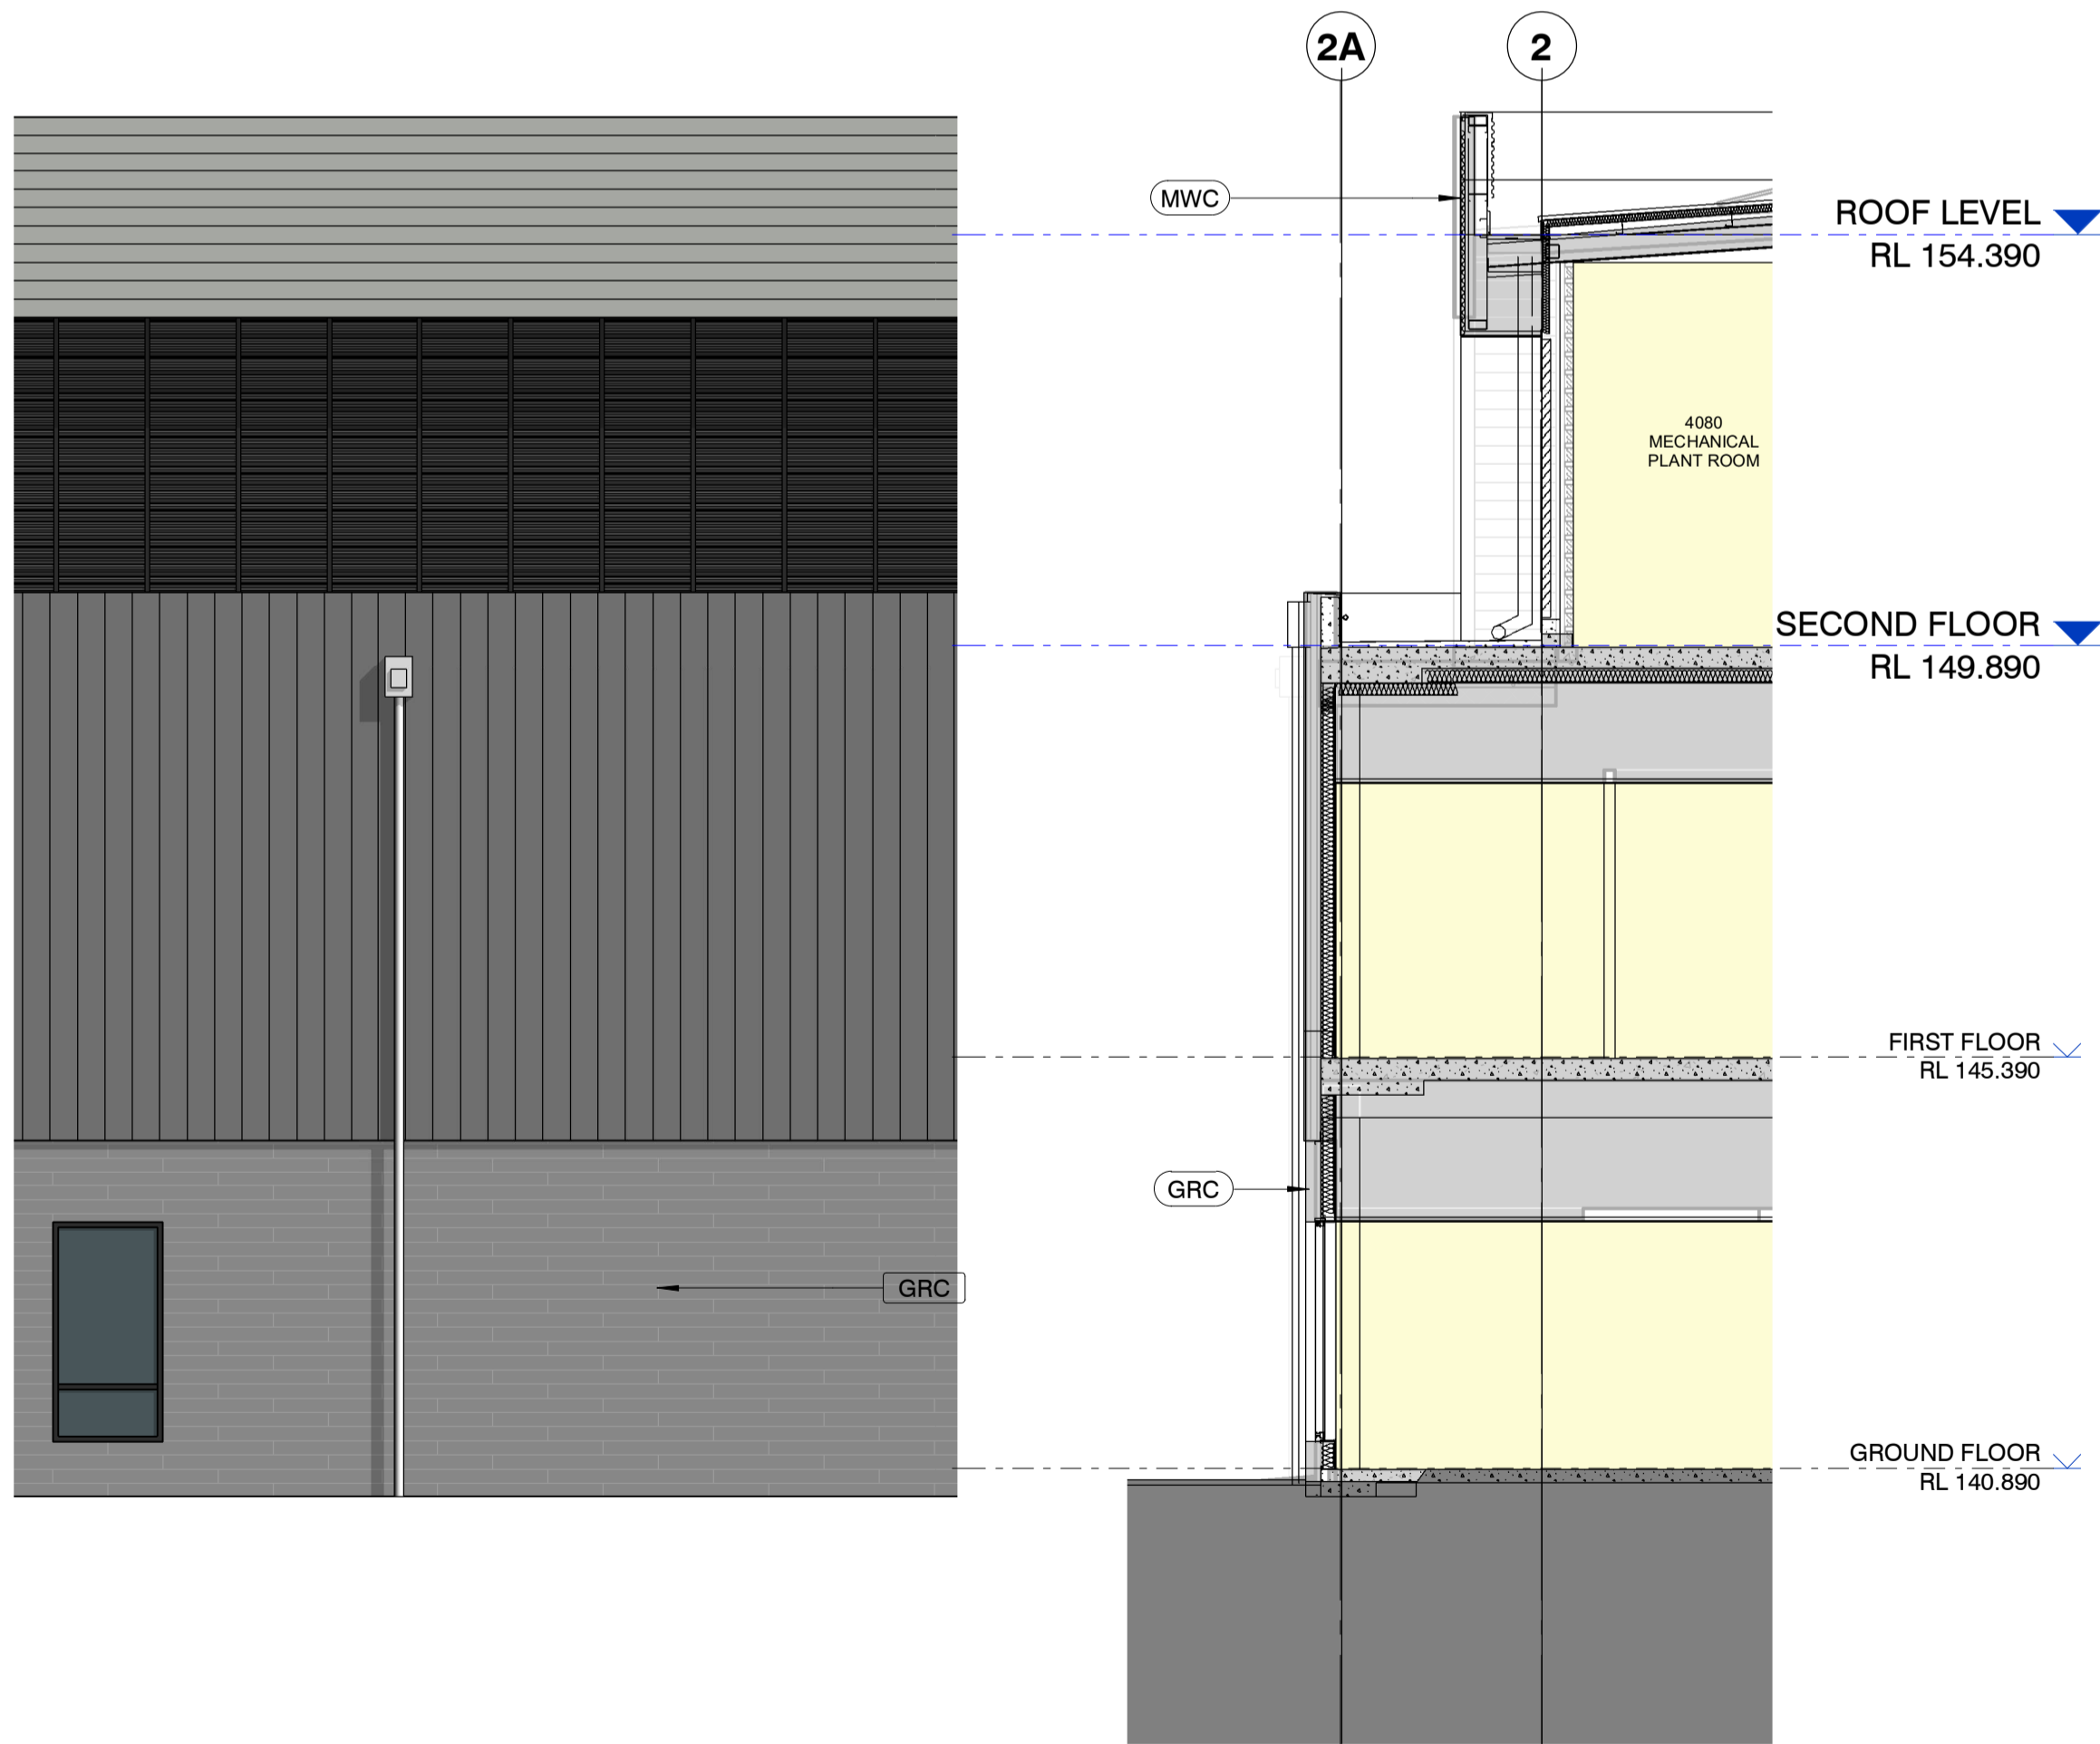 2A
2
MWC
ROOF LEVEL
RL 154.390
4080
MECHANICAL
PLANT ROOM
SECOND FLOOR
RL 149.890
FIRST FLOOR
RL 145.390
GRC
GRC
GROUND FLOOR
RL 140.890